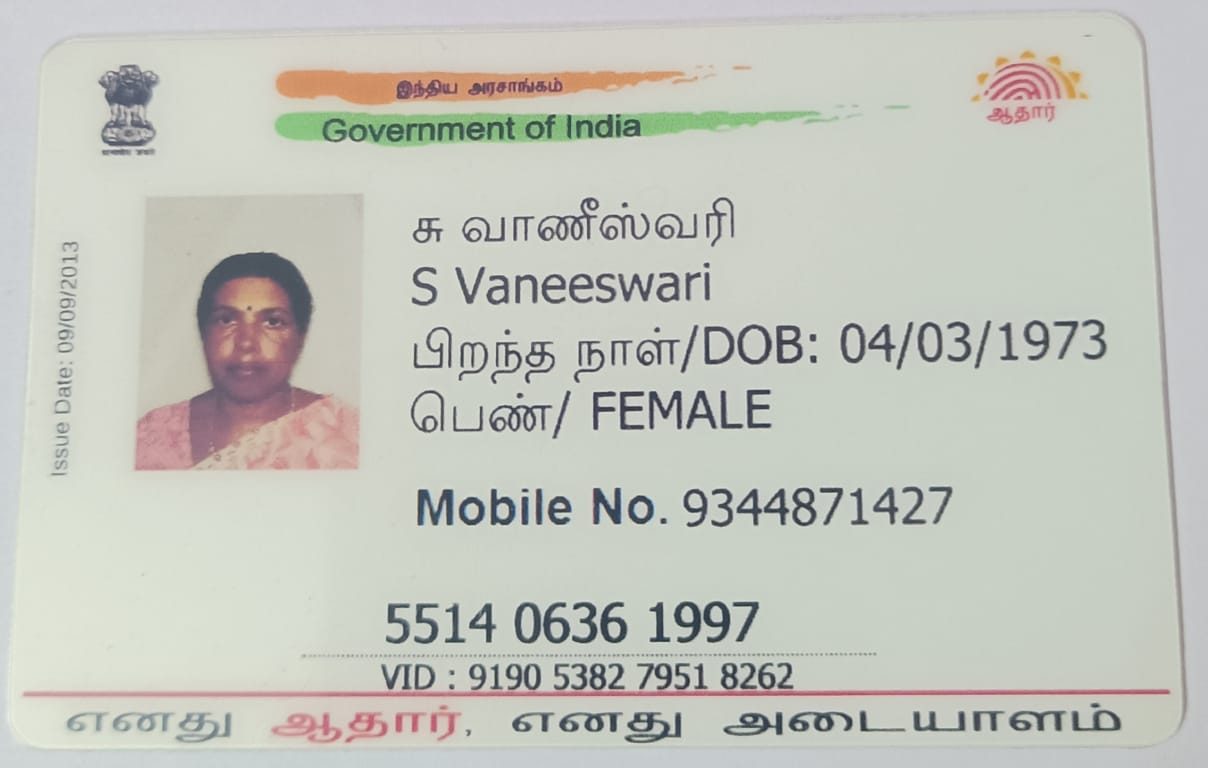 இந்திய அரசாங்கம்
Government of India
ஆதார்
Issue Date: 09/09/2013
சு வாணீஸ்வரி
S Vaneeswari
பிறந்த நாள்/DOB: 04/03/1973
பெண்/ FEMALE
Mobile No. 9344871427
5514 0636 1997
VID : 9190 5382 7951 8262
எனது ஆதார், எனது அடையாளம்